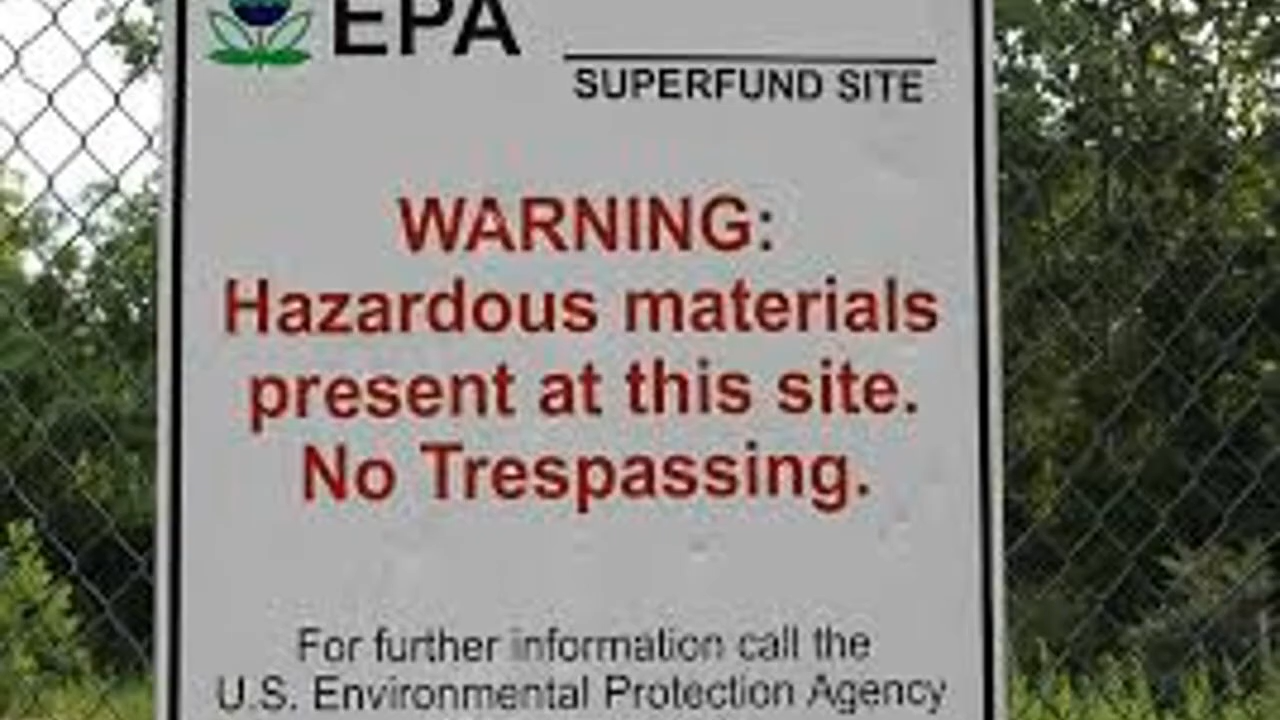 EPA
SUPERFUND SITE
WARNING:
Hazardous materials
present at this site.
No Trespassing.
For further information call the
U.S. Environmental Protection Agency